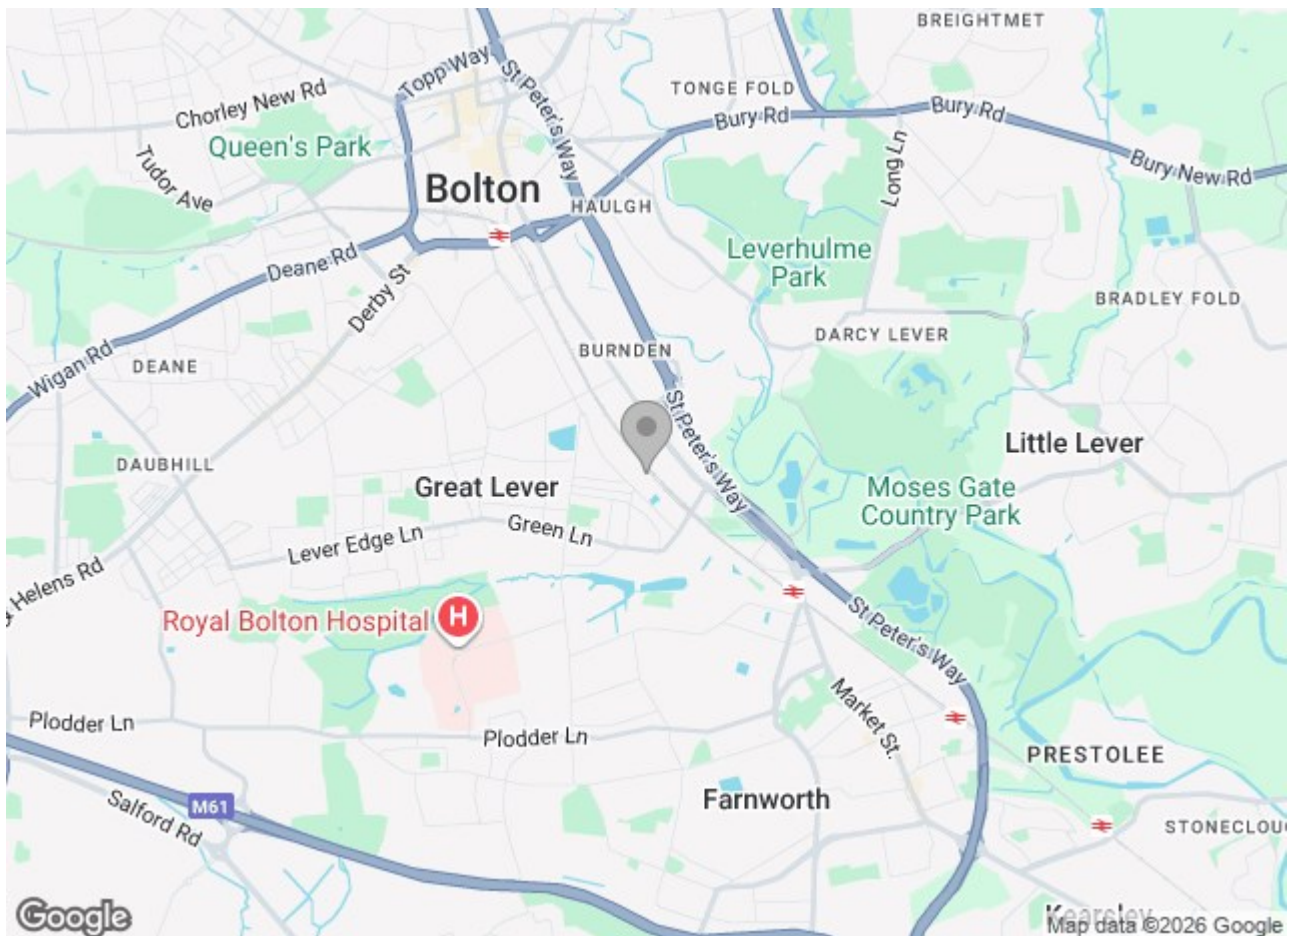 BREIGHTMET
Topp Way
St Peter's Way
TONGE FOLD
Chorley New Rd
Bury Rd
Bury Rd
Queen's Park
Long Ln
Tudor Ave
Bury New Rd
Bolton
HAULGH
Leverhulme
Park
Deane Rd
Derby St
BRADLEY FOLD
DARCY LEVER
BURNDEN
Wigan Rd
DEANE
St Peter's Way
Little Lever
DAUBHILL
Great Lever
Moses Gate
Country Park
Green Ln
Lever Edge Ln
Helens Rd
Royal Bolton Hospital
H
St Peter's Way
Market St.
Plodder Ln
Plodder Ln
PRESTOLEE
M61
Farnworth
Salford Rd
STONECLOU
Kearsley
Google
Map data ©2026 Google